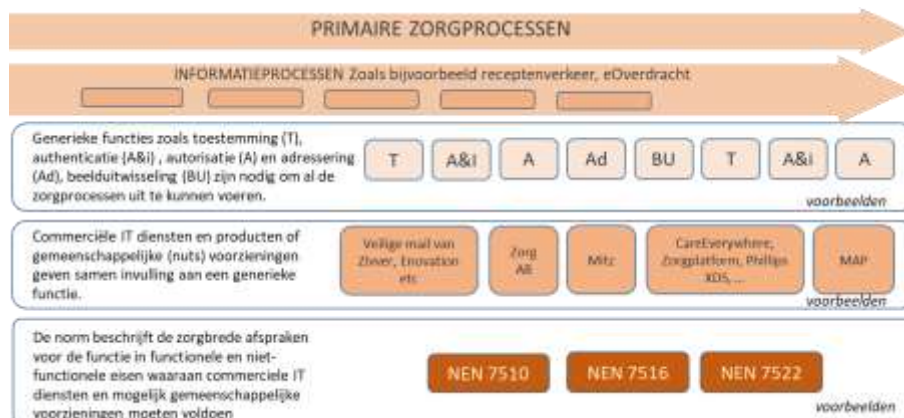 PRIMAIRE ZORGPROCESSEN
INFORMATIEPROCESSEN Zoals bijvoorbeeld receptenverkeer, eOverdracht
Generieke functies zoals toestemming (T),
authenticatie (A&i) , autorisatie (A) en adressering
(Ad), beelduitwisseling (BU) zijn nodig om al de
zorgprocessen uit te kunnen voeren.
T
A&I
A
Ad
BU
T
A&i
A
voorbeelden
Commerciële IT diensten en producten of
gemeenschappelijke (nuts) voorzieningen
geven samen invulling aan een generieke
functie.
Veilige mail van
Zivver, Enovation
etc
Zorg
AB
Mitz
CareEverywhere,
Zorgplatform, Phillips
XDS, ...
MAP
voorbeelden
De norm beschrijft de zorgbrede afspraken
voor de functie in functionele en niet-
functionele eisen waaraan commerciele IT
diensten en mogelijk gemeenschappelijke
voorzieningen moeten voldoen
NEN 7510
NEN 7516
NEN 7522
voorbeelden